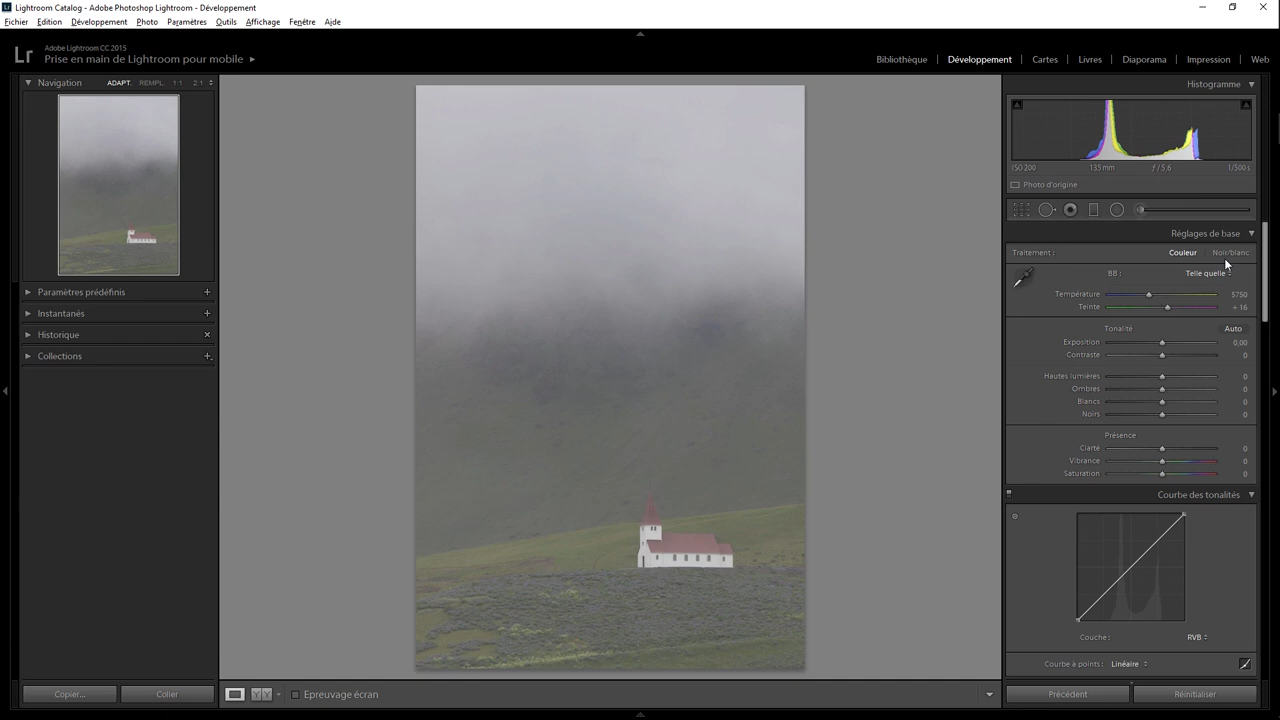 Lightroom Catalog - Adobe Photoshop Lightroom - Développement
Fichier Edition Développement Photo Paramètres Outils Affichage Fenêtre Aide
Lr
Adobe Lightroom CC 2015
Prise en main de Lightroom pour mobile
Bibliothèque Développement Cartes Livres Diaporama Impression Web
Navigation ADAPT. REMPL. 1:1 2:1
Paramètres prédéfinis
Instantanés
Historique
Collections
Copier... Coller
Epreuvage écran
Histogramme
ISO 200 135 mm ƒ / 5,6 1/500 s
Photo d'origine
Réglages de base
Traitement : Couleur Noir/blanc
BB : Telle quelle
Température 5750
Teinte + 16
Tonalité Auto
Exposition 0,00
Contraste 0
Hautes lumières 0
Ombres 0
Blancs 0
Noirs 0
Présence
Clarté 0
Vibrance 0
Saturation 0
Courbe des tonalités
Couche : RVB
Courbe à points : Linéaire
Précédent Réinitialiser